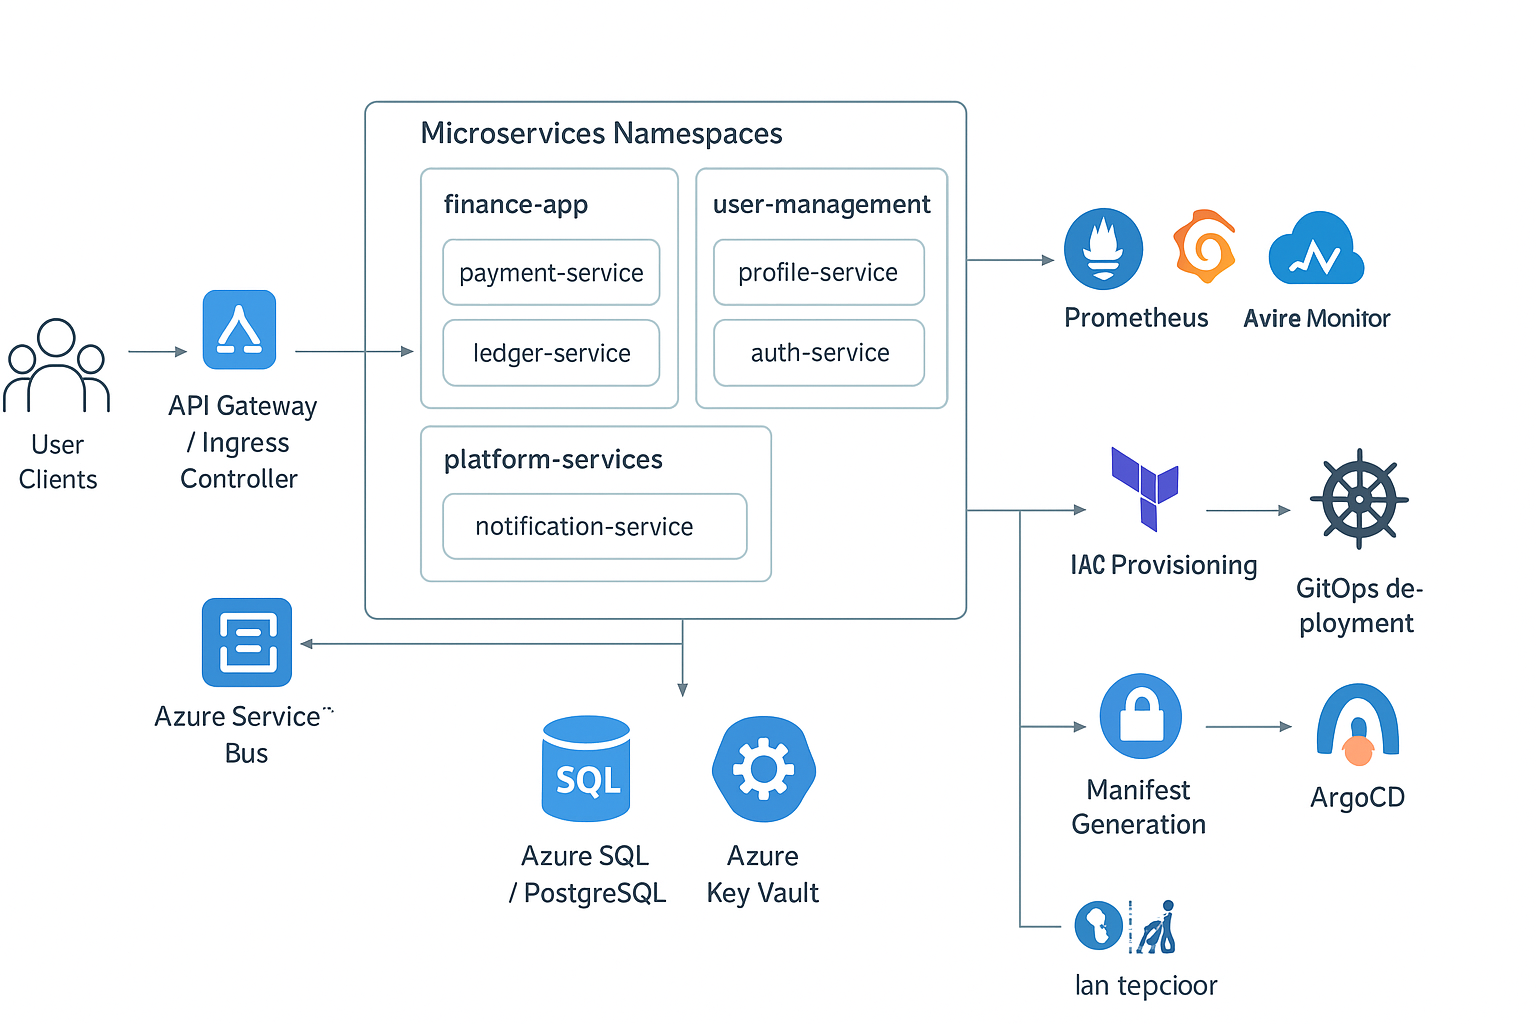 Microservices Namespaces
finance-app
payment-service
ledger-service
user-management
profile-service
auth-service
platform-services
notification-service
User
Clients
API Gateway
/ Ingress
Controller
Azure Service
Bus
SQL
Azure SQL
/ PostgreSQL
Azure
Key Vault
Prometheus
Avire Monitor
IAC Provisioning
GitOps de-
ployment
Manifest
Generation
ArgoCD
lan tepcioor